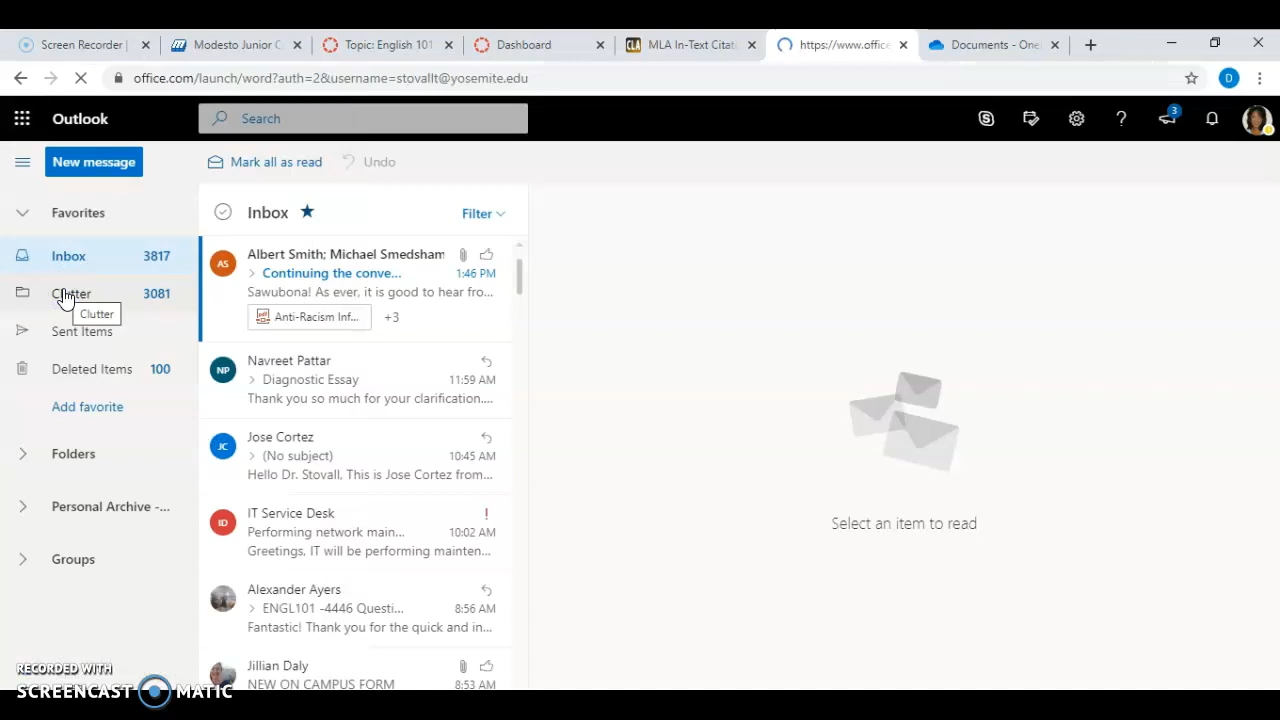 Screen Recorder |
Modesto Junior C
Topic: English 101
Dashboard
MLA In-Text Citat
https://www.office
Documents - One
office.com/launch/word?auth=2&username=stovallt@yosemite.edu
D
Outlook
Search
3
New message
Mark all as read
Undo
Favorites
Inbox
Filter
Inbox 3817
Clutter 3081
Clutter
Sent Items
Deleted Items 100
Add favorite
Folders
Personal Archive -...
Groups
AS
Albert Smith; Michael Smedsham
Continuing the conve... 1:46 PM
Sawubona! As ever, it is good to hear fro...
Anti-Racism Inf... +3
NP
Navreet Pattar
Diagnostic Essay 11:59 AM
Thank you so much for your clarification....
JC
Jose Cortez
(No subject) 10:45 AM
Hello Dr. Stovall, This is Jose Cortez from...
ID
IT Service Desk !
Performing network main... 10:02 AM
Greetings, IT will be performing mainten...
Alexander Ayers
ENGL101 -4446 Questi... 8:56 AM
Fantastic! Thank you for the quick and in...
Jillian Daly
NEW ON CAMPUS FORM 8:53 AM
Select an item to read
RECORDED WITH
SCREENCAST MATIC